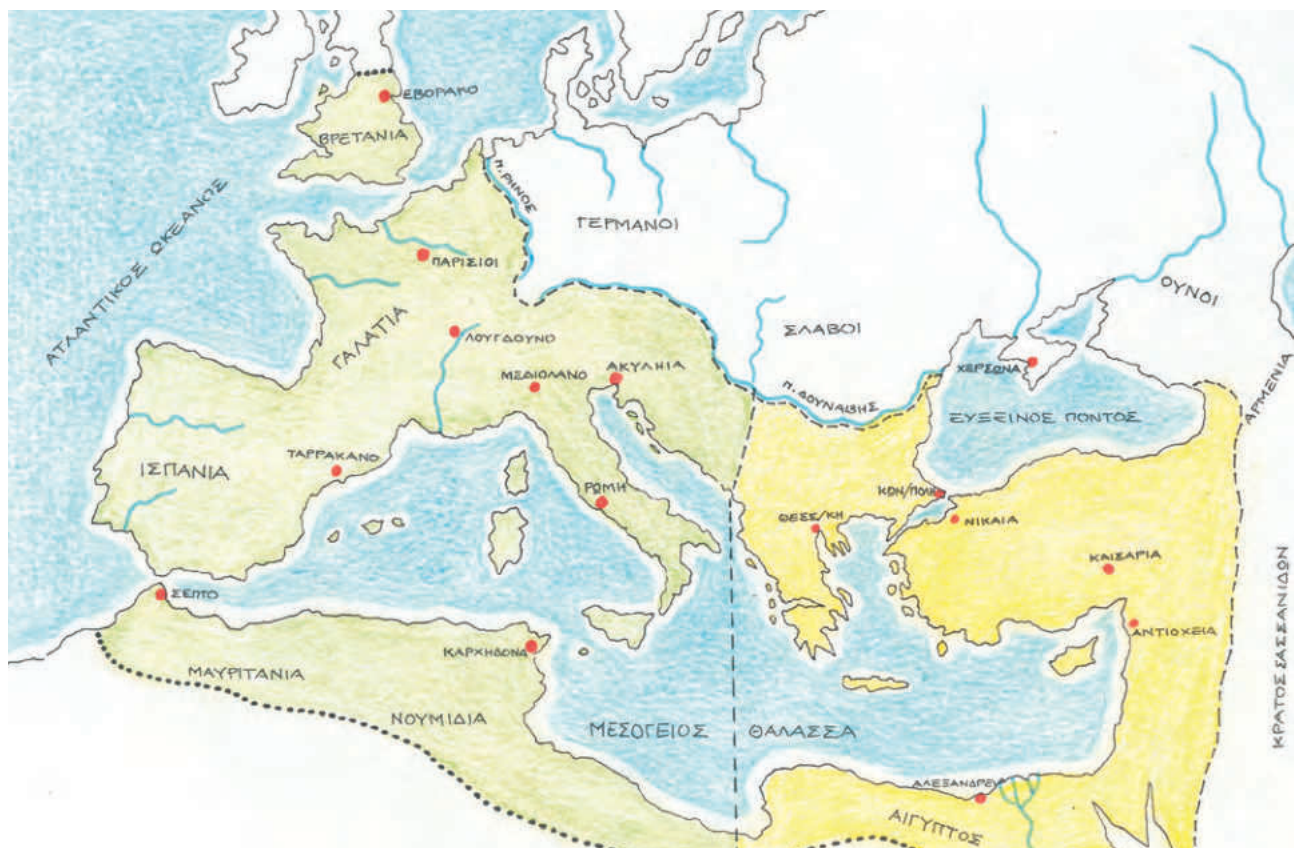 ΕΒΟΡΑΚΟ
ΒΡΕΤΑΝΙΑ
ΑΤΛΑΝΤΙΚΟΣ ΩΚΕΑΝΟΣ
Π. ΡΗΝΟΣ
ΓΕΡΜΑΝΟΙ
ΠΑΡΙΣΙΟΙ
ΟΥΝΟΙ
ΓΑΛΑΤΙΑ
ΛΟΥΓΔΟΥΝΟ
ΣΛΑΒΟΙ
ΜΕΔΙΟΛΑΝΟ
ΑΚΥΛΗΙΑ
ΧΕΡΣΩΝΑ
Π. ΔΟΥΝΑΒΗΣ
ΑΡΜΕΝΙΑ
ΕΥΞΕΙΝΟΣ ΠΟΝΤΟΣ
ΙΣΠΑΝΙΑ
ΤΑΡΡΑΚΑΝΟ
ΡΩΜΗ
ΚΩΝ/ΠΟΛΗ
ΘΕΣΣ/ΚΗ
ΝΙΚΑΙΑ
ΚΑΙΣΑΡΙΑ
ΣΕΠΤΟ
ΑΝΤΙΟΧΕΙΑ
ΚΑΡΧΗΔΟΝΑ
ΜΑΥΡΙΤΑΝΙΑ
ΚΡΑΤΟΣ ΣΑΣΣΑΝΙΔΩΝ
ΝΟΥΜΙΔΙΑ
ΜΕΣΟΓΕΙΟΣ ΘΑΛΑΣΣΑ
ΑΛΕΞΑΝΔΡΕΙΑ
ΑΙΓΥΠΤΟΣ